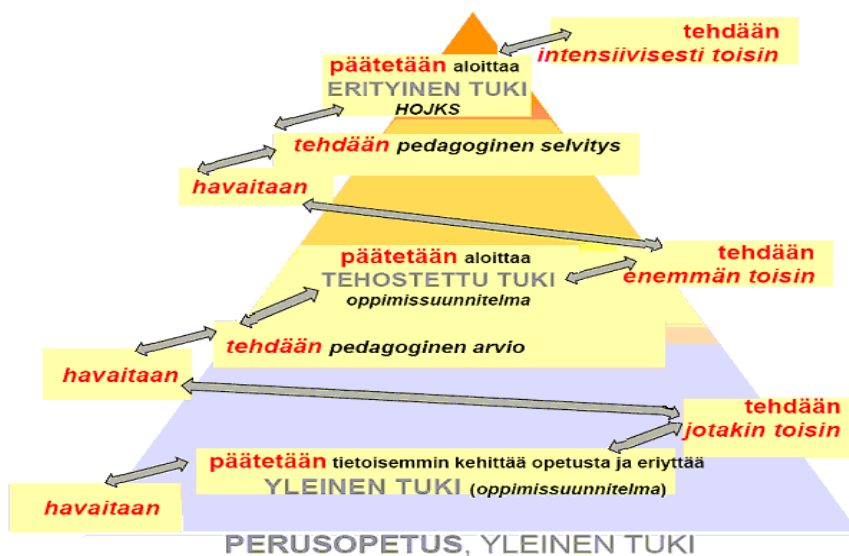 tehdään
intensiivisesti toisin
päätetään aloittaa
ERITYINEN TUKI
HOJKS
tehdään pedagoginen selvitys
havaitaan
päätetään aloittaa
TEHOSTETTU TUKI
oppimissuunnitelma
tehdään
enemmän toisin
tehdään pedagoginen arvio
havaitaan
tehdään
jotakin toisin
päätetään tietoisemmin kehittää opetusta ja eriyttää
YLEINEN TUKI (oppimissuunnitelma)
havaitaan
PERUSOPETUS, YLEINEN TUKI